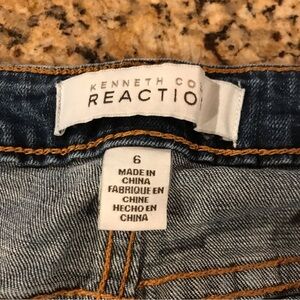 KENNETH CO
REACTIO
6
MADE IN
CHINA
FABRIQUE EN
CHINE
HECHO EN
CHINA